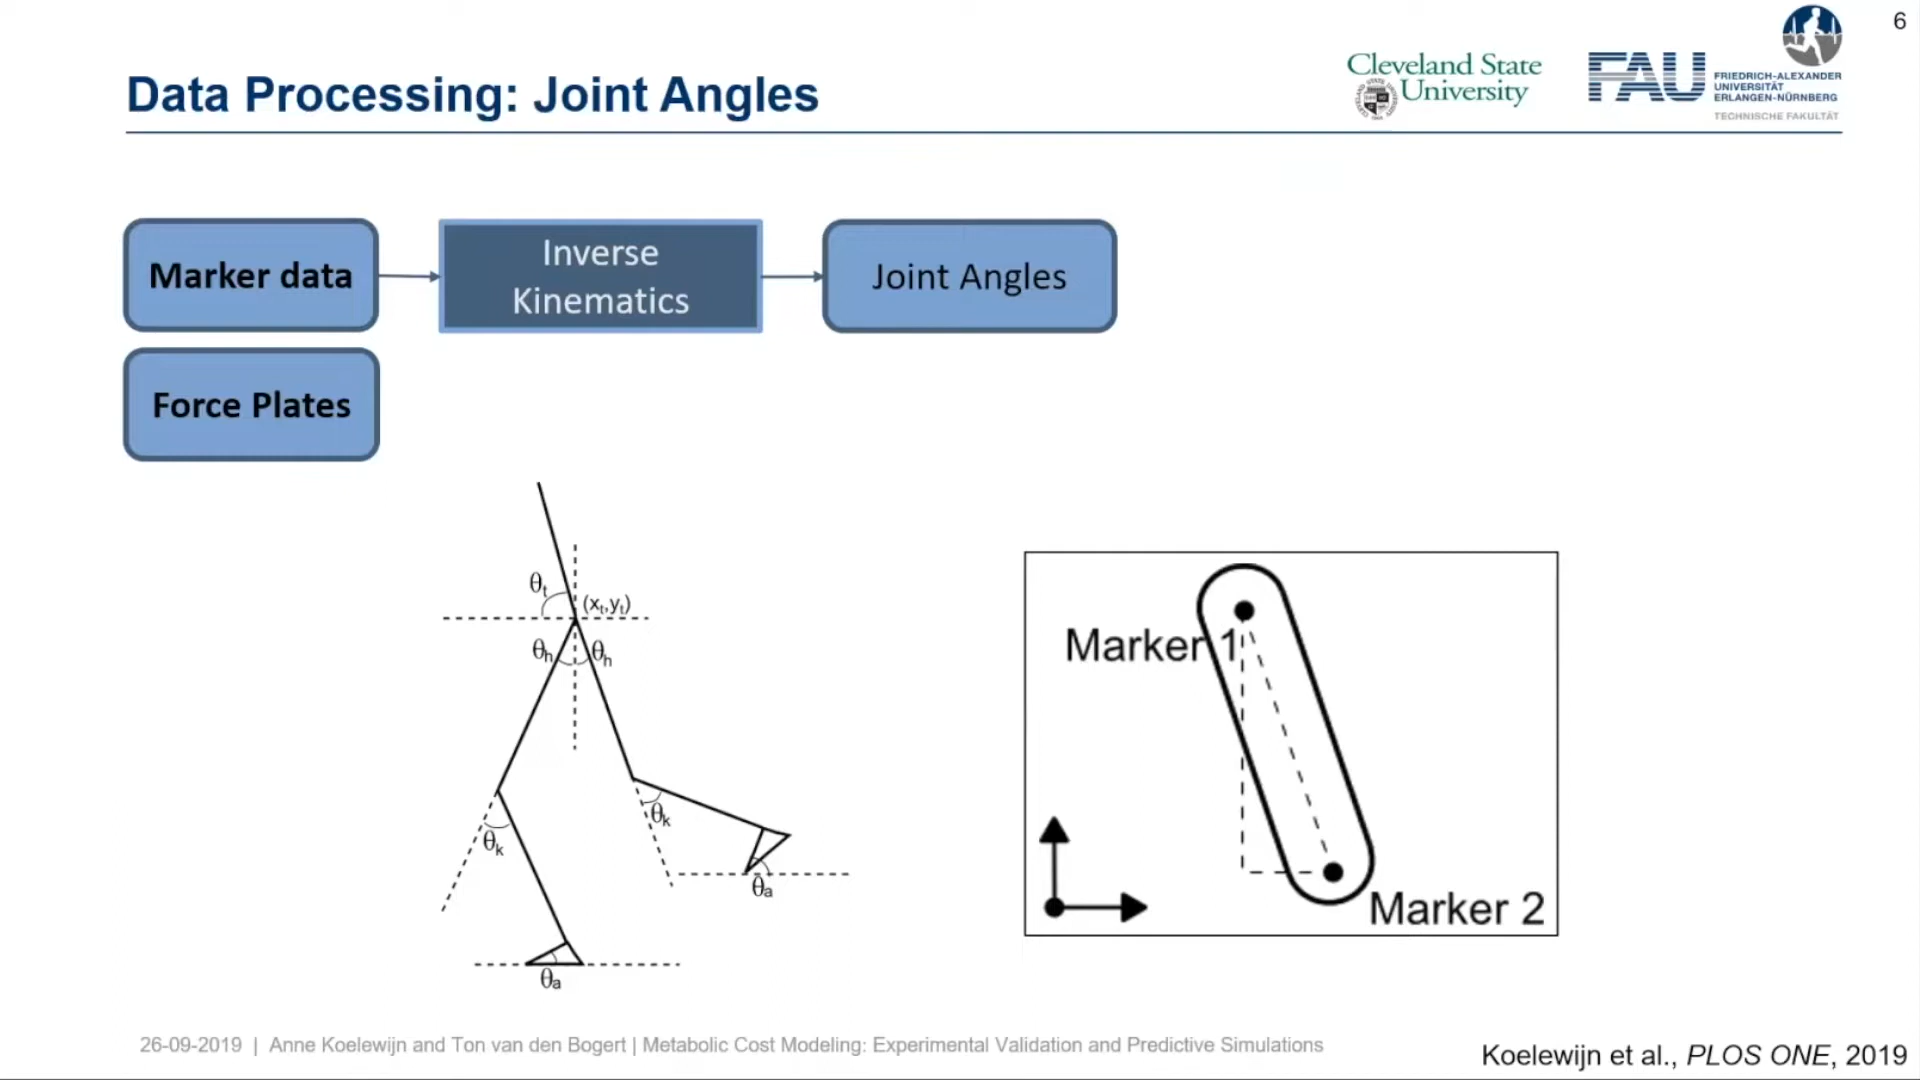 6
Data Processing: Joint Angles
Cleveland State
University
FAU
FRIEDRICH-ALEXANDER
UNIVERSITÄT
ERLANGEN-NÜRNBERG
TECHNISCHE FAKULTÄT
Marker data
Inverse
Kinematics
Joint Angles
Force Plates
θt
(xt,yt)
θh θh
θk
θk
θa
θa
Marker 1
Marker 2
26-09-2019 | Anne Koelewijn and Ton van den Bogert | Metabolic Cost Modeling: Experimental Validation and Predictive Simulations
Koelewijn et al., PLOS ONE, 2019